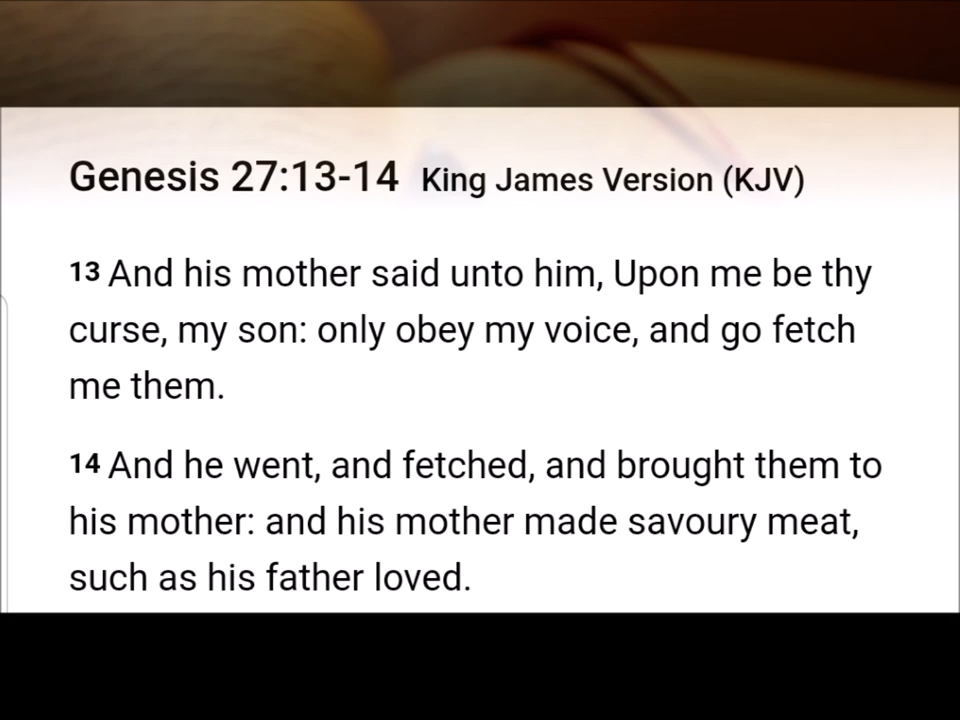 Genesis 27:13-14 King James Version (KJV)
13 And his mother said unto him, Upon me be thy
curse, my son: only obey my voice, and go fetch
me them.
14 And he went, and fetched, and brought them to
his mother: and his mother made savoury meat,
such as his father loved.